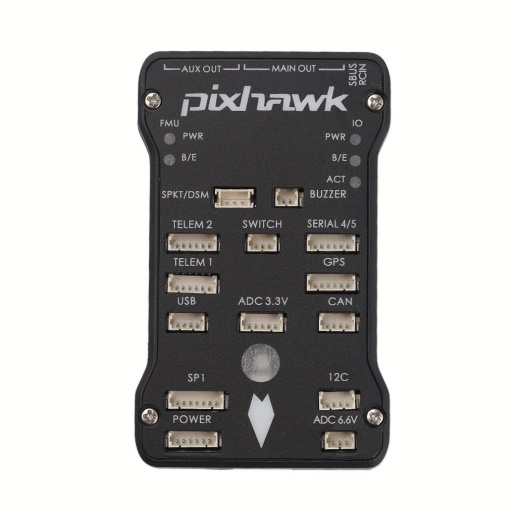 AUX OUT MAIN OUT SBUS RCIN
pixhawk
FMU IO
PWR PWR
B/E B/E
ACT
SPKT/DSM BUZZER
TELEM 2 SWITCH SERIAL 4/5
TELEM 1 GPS
USB ADC 3.3V CAN
SP1 12C
POWER ADC 6.6V